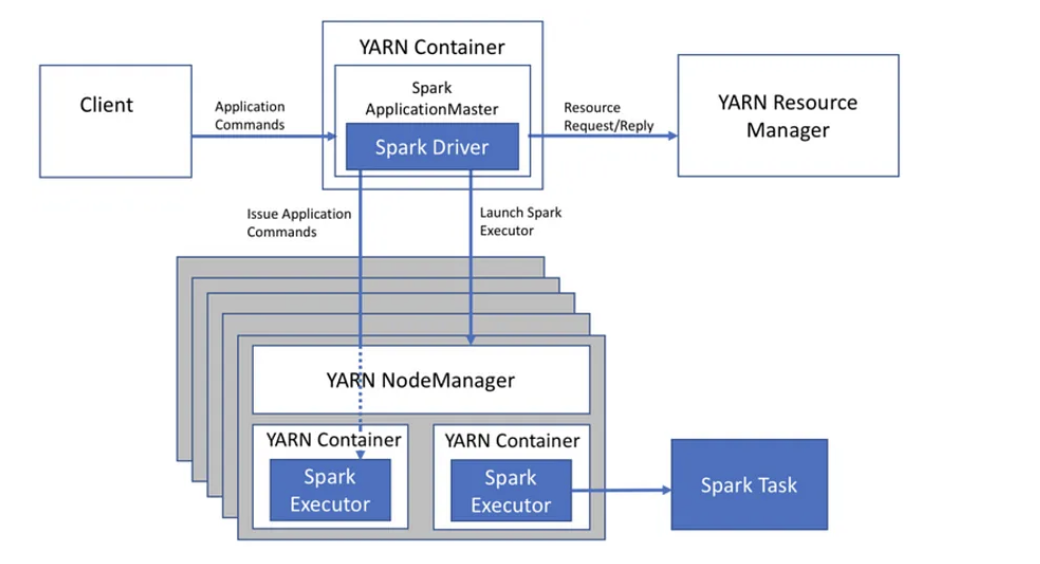 YARN Container
Client
Spark
ApplicationMaster
Spark Driver
Application
Commands
Resource
Request/Reply
YARN Resource
Manager
Issue Application
Commands
Launch Spark
Executor
YARN NodeManager
YARN Container
Spark
Executor
YARN Container
Spark
Executor
Spark Task